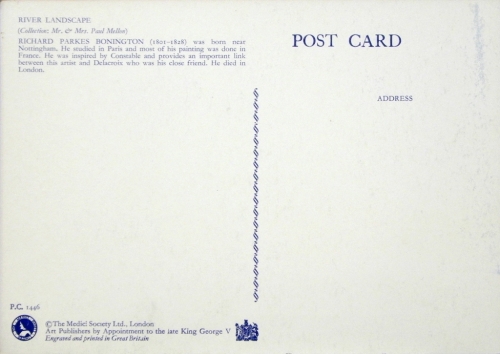 RIVER LANDSCAPE
(Collection: Mr. & Mrs. Paul Mellon)
RICHARD PARKES BONINGTON (1801-1828) was born near
Nottingham. He studied in Paris and most of his painting was done in
France. He was inspired by Constable and provides an important link
between this artist and Delacroix who was his close friend. He died in
London.
POST CARD
ADDRESS
P.C. 1446
© The Medici Society Ltd., London
Art Publishers by Appointment to the late King George V
Engraved and printed in Great Britain